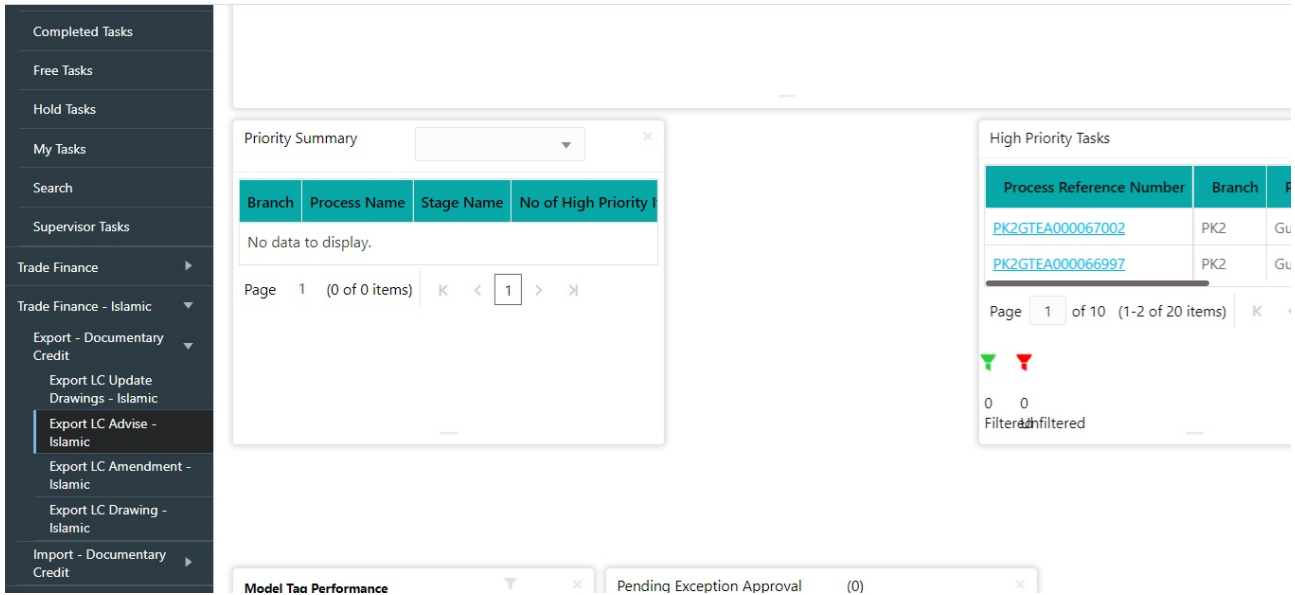 Completed Tasks
Free Tasks
Hold Tasks
My Tasks
Search
Supervisor Tasks
Trade Finance
Trade Finance - Islamic
Export - Documentary
Credit
Export LC Update
Drawings - Islamic
Export LC Advise -
Islamic
Export LC Amendment -
Islamic
Export LC Drawing -
Islamic
Import - Documentary
Credit
Priority Summary
Branch Process Name Stage Name No of High Priority
No data to display.
Page 1 (0 of 0 items) 1
High Priority Tasks
Process Reference Number Branch
PK2GTEA000067002 PK2 Gu
PK2GTEA000066997 PK2 Gu
Page 1 of 10 (1-2 of 20 items)
0 0
Filtered Unfiltered
Model Tag Performance
Pending Exception Approval (0)